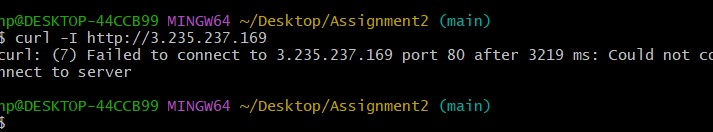 np@DESKTOP-44CCB99 MINGW64 ~/Desktop/Assignment2 (main)
$ curl -I http://3.235.237.169
curl: (7) Failed to connect to 3.235.237.169 port 80 after 3219 ms: Could not co
nnect to server
np@DESKTOP-44CCB99 MINGW64 ~/Desktop/Assignment2 (main)
$